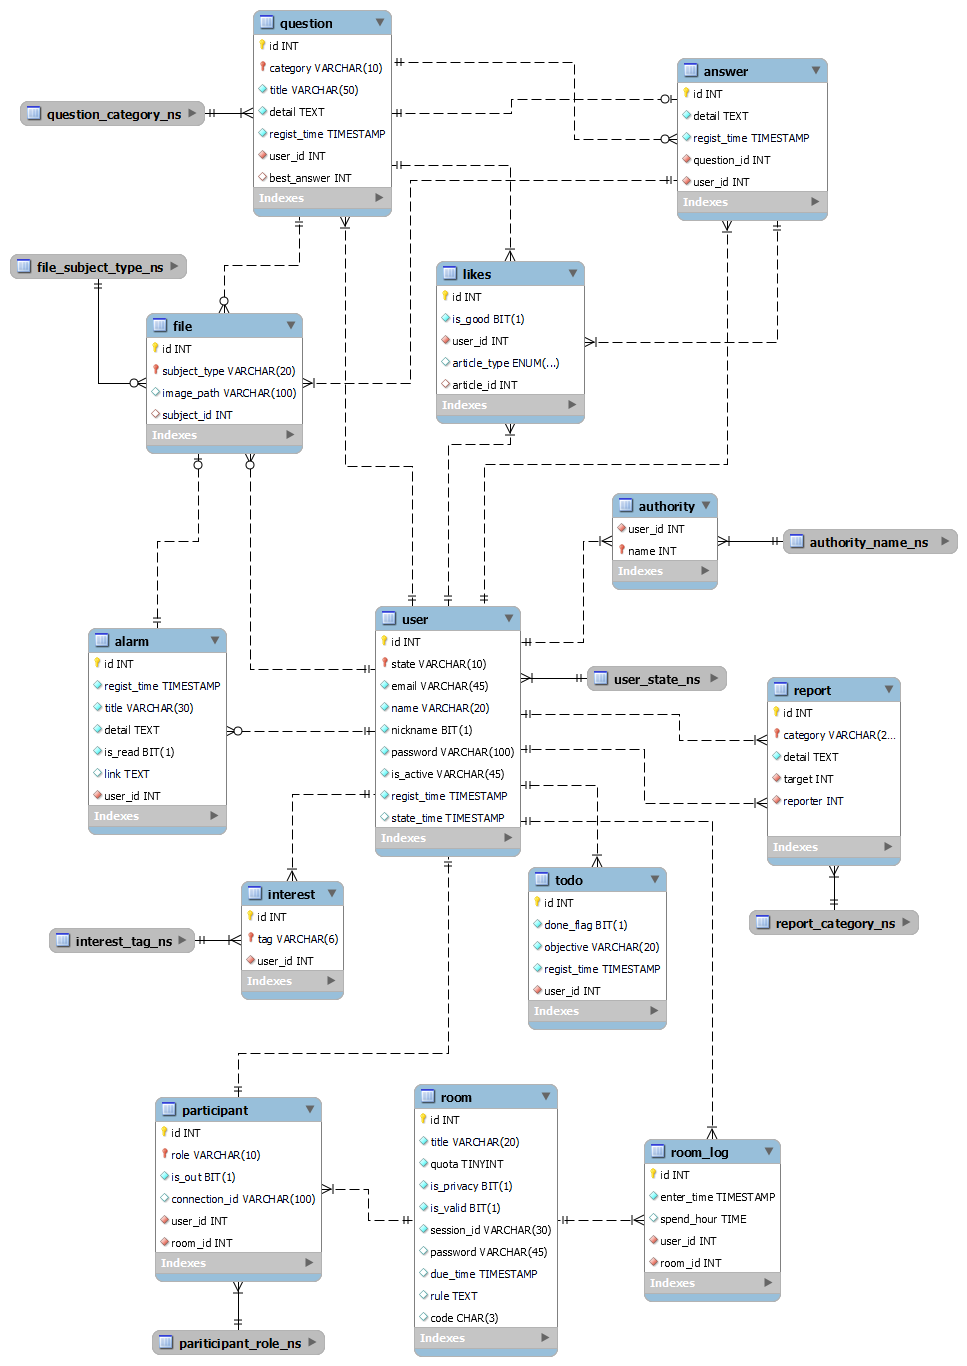 question
id INT
category VARCHAR(10)
title VARCHAR(50)
detail TEXT
regist_time TIMESTAMP
user_id INT
best_answer INT
Indexes
answer
id INT
detail TEXT
regist_time TIMESTAMP
question_id INT
user_id INT
Indexes
question_category_ns
file_subject_type_ns
likes
id INT
is_good BIT(1)
user_id INT
article_type ENUM(...)
article_id INT
Indexes
file
id INT
subject_type VARCHAR(20)
image_path VARCHAR(100)
subject_id INT
Indexes
authority
user_id INT
name INT
Indexes
authority_name_ns
user
id INT
state VARCHAR(10)
email VARCHAR(45)
name VARCHAR(20)
nickname BIT(1)
password VARCHAR(100)
is_active VARCHAR(45)
regist_time TIMESTAMP
state_time TIMESTAMP
Indexes
alarm
id INT
regist_time TIMESTAMP
title VARCHAR(30)
detail TEXT
is_read BIT(1)
link TEXT
user_id INT
Indexes
user_state_ns
report
id INT
category VARCHAR(2...
detail TEXT
target INT
reporter INT
Indexes
report_category_ns
interest
id INT
tag VARCHAR(6)
user_id INT
Indexes
interest_tag_ns
todo
id INT
done_flag BIT(1)
objective VARCHAR(20)
regist_time TIMESTAMP
user_id INT
Indexes
participant
id INT
role VARCHAR(10)
is_out BIT(1)
connection_id VARCHAR(100)
user_id INT
room_id INT
Indexes
room
id INT
title VARCHAR(20)
quota TINYINT
is_privacy BIT(1)
is_valid BIT(1)
session_id VARCHAR(30)
password VARCHAR(45)
due_time TIMESTAMP
rule TEXT
code CHAR(3)
Indexes
room_log
id INT
enter_time TIMESTAMP
spend_hour TIME
user_id INT
room_id INT
Indexes
pariticipant_role_ns